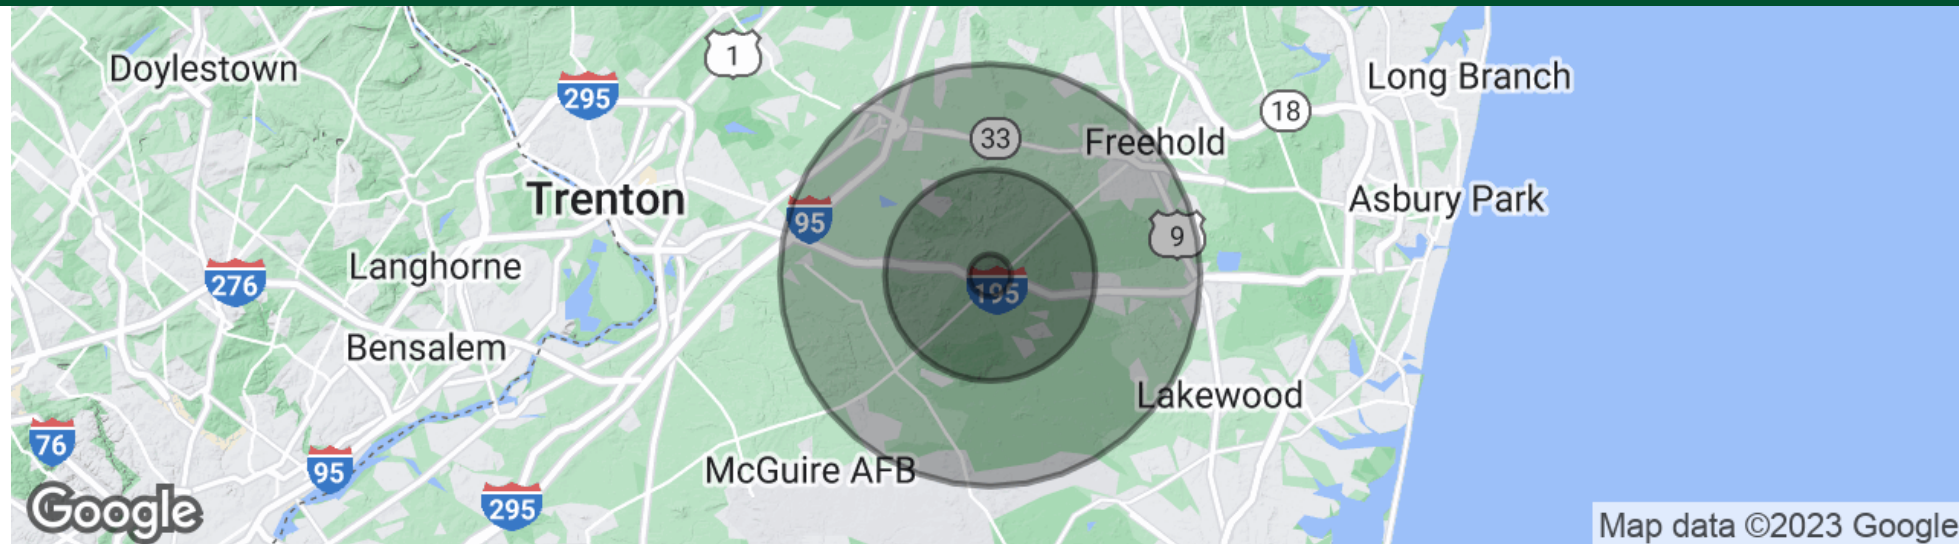 Doylestown
1
295
Long Branch
18
33
Freehold
Trenton
Asbury Park
95
9
Langhorne
276
195
Bensalem
Lakewood
76
95
McGuire AFB
295
Google
Map data ©2023 Google